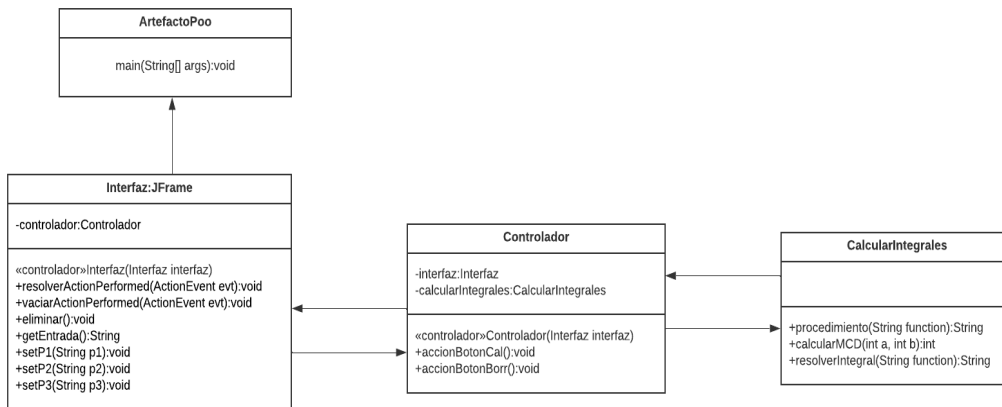 ArtefactoPoo
main(String[] args):void
Interfaz:JFrame
-controlador:Controlador
«controlador»Interfaz(Interfaz interfaz)
+resolverActionPerformed(ActionEvent evt):void
+vaciarActionPerformed(ActionEvent evt):void
+eliminar():void
+getEntrada():String
+setP1(String p1):void
+setP2(String p2):void
+setP3(String p3):void
Controlador
-interfaz:Interfaz
-calcularIntegrales:CalcularIntegrales
«controlador»Controlador(Interfaz interfaz)
+accionBotonCal():void
+accionBotonBorr():void
CalcularIntegrales
+procedimiento(String function):String
+calcularMCD(int a, int b):int
+resolverIntegral(String function):String